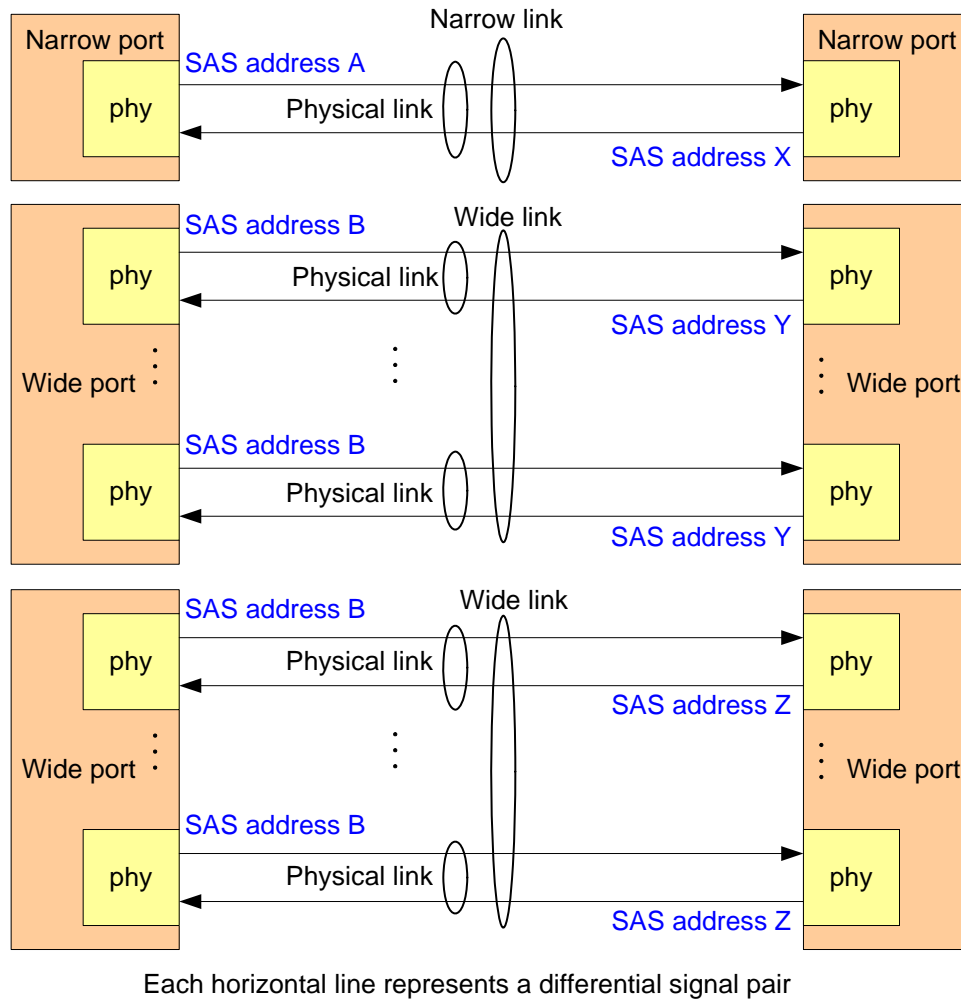 Narrow link
Narrow port
Narrow port
SAS address A
phy
phy
Physical link
SAS address X
Wide link
SAS address B
phy
phy
Physical link
SAS address Y
Wide port
Wide port
SAS address B
phy
phy
Physical link
SAS address Y
Wide link
SAS address B
phy
phy
Physical link
SAS address Z
Wide port
Wide port
SAS address B
phy
phy
Physical link
SAS address Z
Each horizontal line represents a differential signal pair